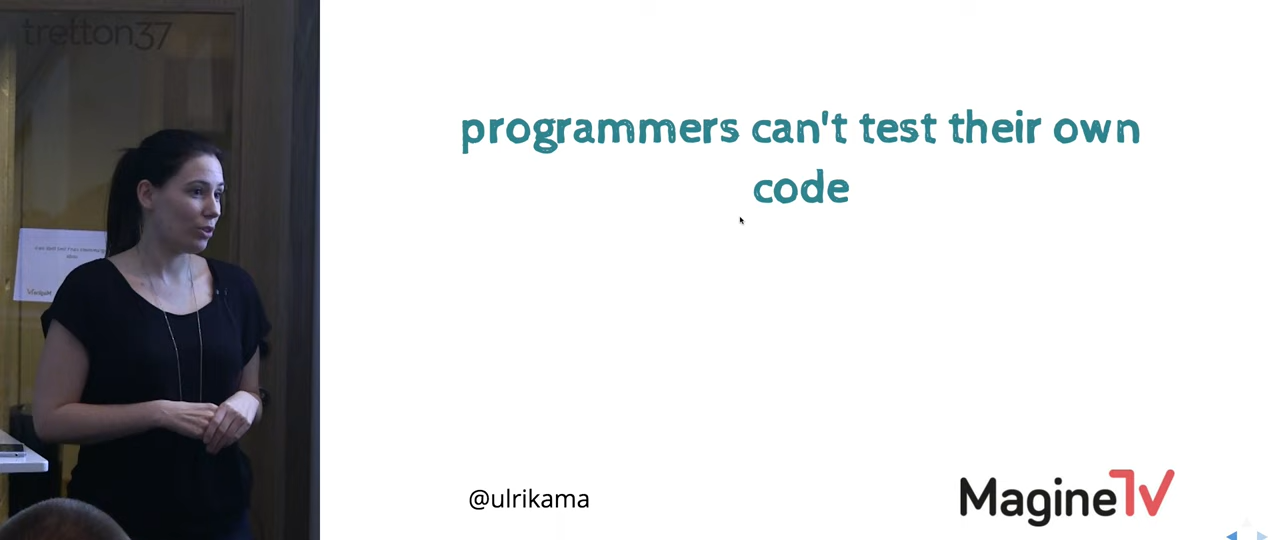 tretton37
programmers can't test their own
code
@ulrikama
MagineTV